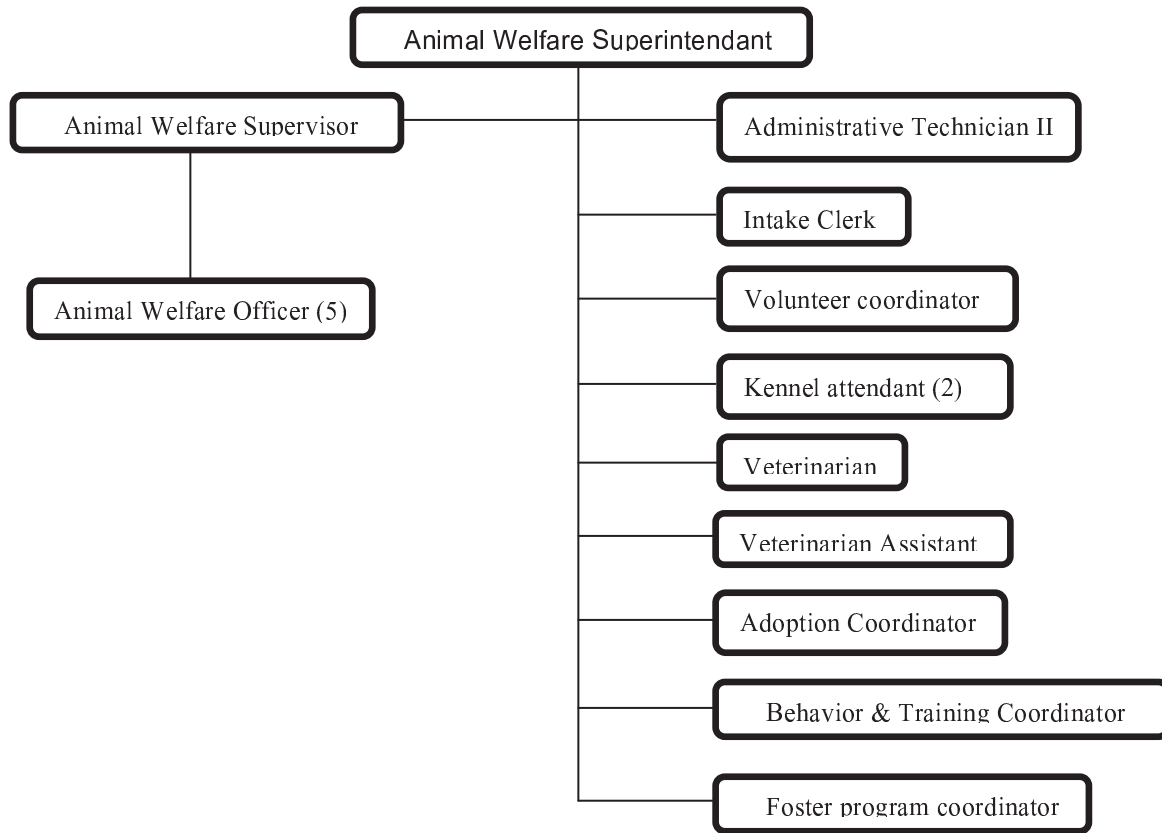 Animal Welfare Superintendant
Animal Welfare Supervisor
Administrative Technician II
Intake Clerk
Volunteer coordinator
Animal Welfare Officer (5)
Kennel attendant (2)
Veterinarian
Veterinarian Assistant
Adoption Coordinator
Behavior & Training Coordinator
Foster program coordinator